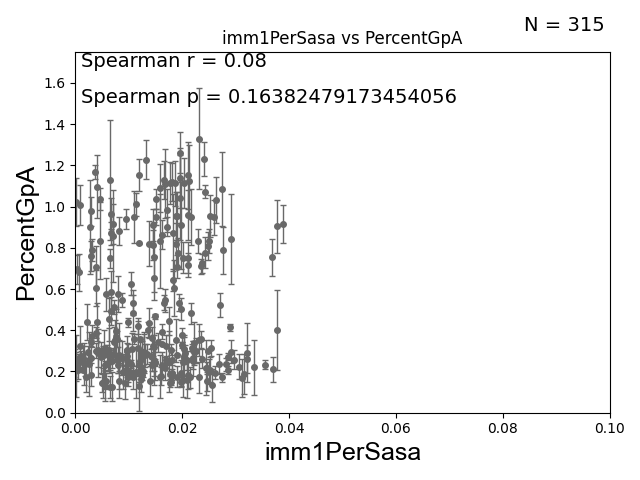 N = 315
imm1PerSasa vs PercentGpA
Spearman r = 0.08
Spearman p = 0.16382479173454056
PercentGpA
1.6
1.4
1.2
1.0
0.8
0.6
0.4
0.2
0.0
0.00 0.02 0.04 0.06 0.08 0.10
imm1PerSasa